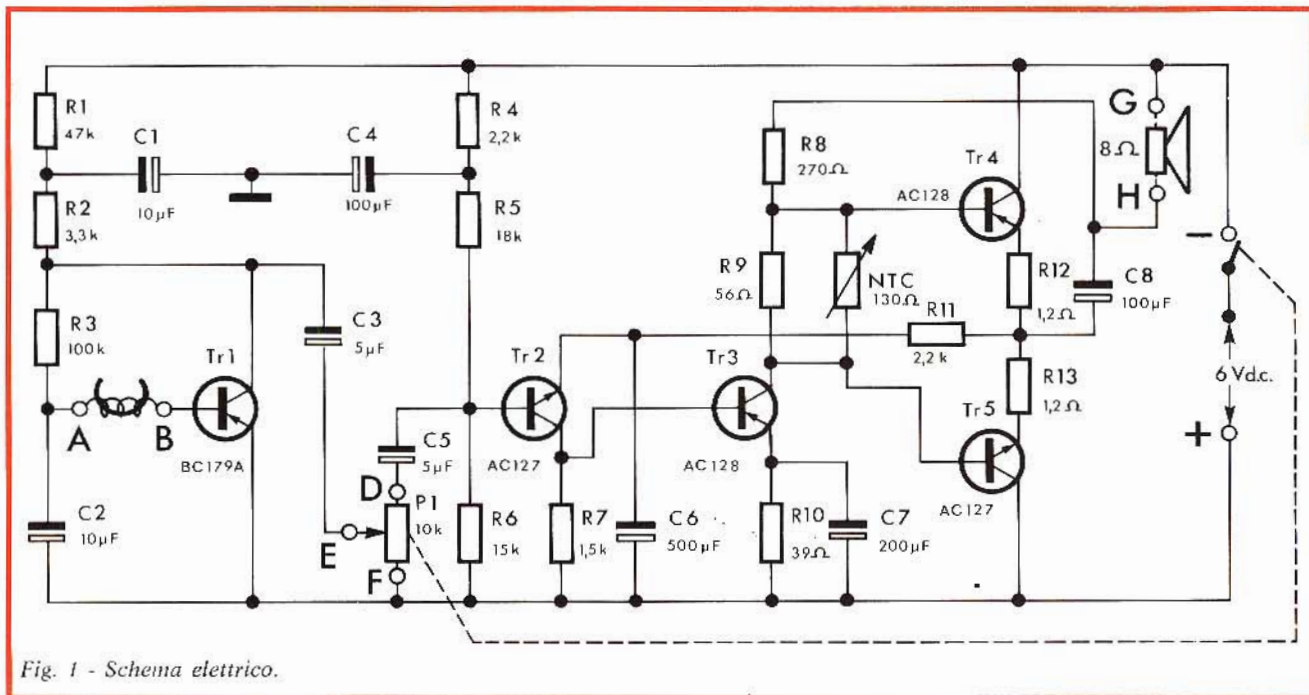 R1
47k
C1
10µF
C4
100µF
R4
2,2k
R2
3,3k
R5
18k
R3
100k
C3
5µF
Tr1
BC179A
A
B
C2
10µF
C5
5µF
D
P1
10k
E
F
R6
15k
Tr2
AC127
R7
1,5k
C6
500µF
R8
270Ω
R9
56Ω
NTC
130Ω
R11
2,2k
Tr3
AC128
R10
39Ω
C7
200µF
Tr4
AC128
R12
1,2Ω
R13
1,2Ω
Tr5
AC127
C8
100µF
G
8Ω
H
−
6 Vd.c.
+
Fig. 1 - Schema elettrico.